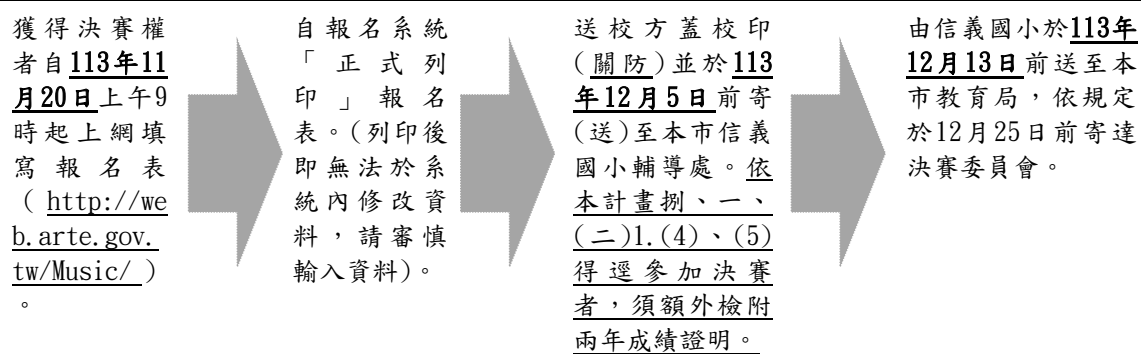 獲得決賽權
者自113年11
月20日上午9
時起上網填
寫報名表
( http://we
b.arte.gov.
tw/Music/ )
。
自報名系統
「正式列
印」報名
表。(列印後
即無法於系
統內修改資
料，請審慎
輸入資料)。
送校方蓋校印
(關防)並於113
年12月5日前寄
(送)至本市信義
國小輔導處。依
本計畫捌、一、
(二)1.(4)、(5)
得逕參加決賽
者，須額外檢附
兩年成績證明。
由信義國小於113年
12月13日前送至本
市教育局，依規定
於12月25日前寄達
決賽委員會。